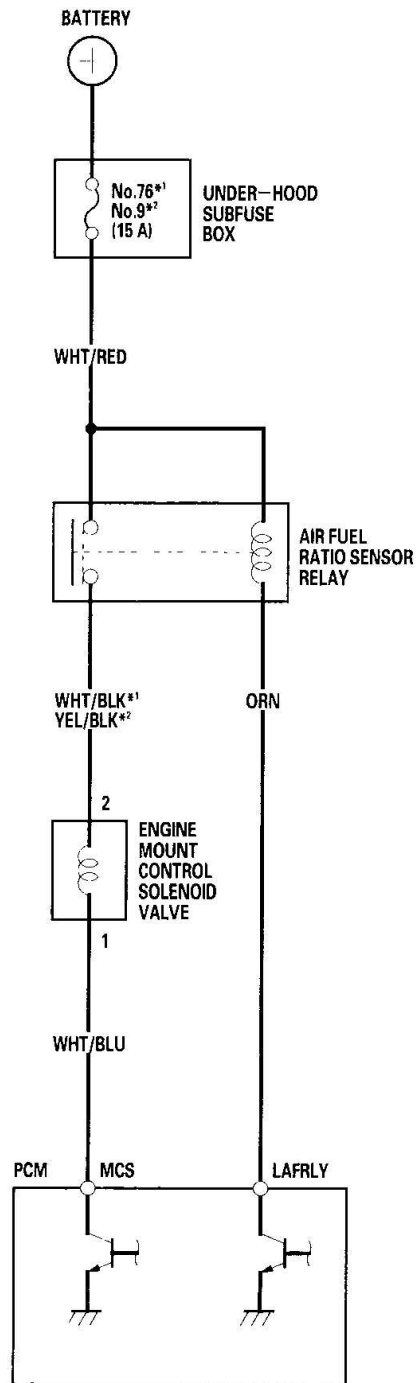 BATTERY
No.76*¹
No.9*²
(15 A)
UNDER-HOOD
SUBFUSE
BOX
WHT/RED
AIR FUEL
RATIO SENSOR
RELAY
WHT/BLK*¹
YEL/BLK*²
ORN
2
ENGINE
MOUNT
CONTROL
SOLENOID
VALVE
1
WHT/BLU
PCM
MCS
LAFRLY